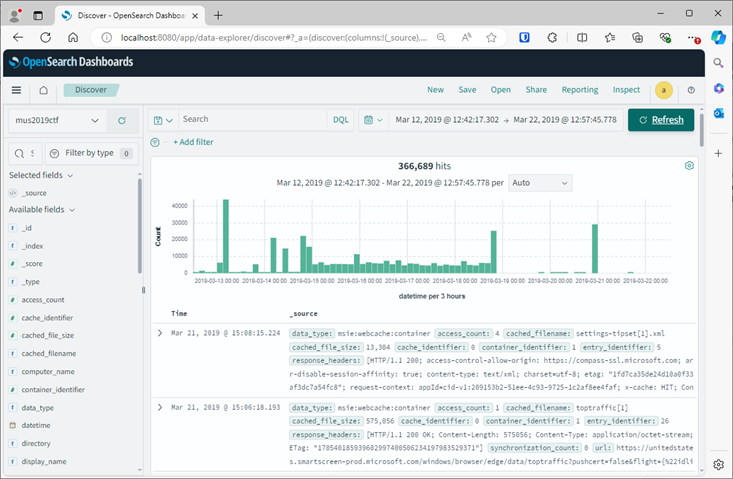 Discover - OpenSearch Dashboards
localhost:8080/app/data-explorer/discover#?_a=(discover:(columns:!(_source),...
OpenSearch Dashboards
Discover
New Save Open Share Reporting Inspect a
mus2019ctf
Search DQL
Mar 12, 2019 @ 12:42:17.302 → Mar 22, 2019 @ 12:57:45.778
Refresh
+ Add filter
Filter by type 0
Selected fields
_source
Available fields
_id
_index
_score
_type
access_count
cache_identifier
cached_file_size
cached_filename
computer_name
container_identifier
data_type
datetime
directory
display_name
366,689 hits
Mar 12, 2019 @ 12:42:17.302 - Mar 22, 2019 @ 12:57:45.778 per Auto
Count
40000
30000
20000
10000
0
2019-03-13 00:00 2019-03-14 00:00 2019-03-15 00:00 2019-03-16 00:00 2019-03-17 00:00 2019-03-18 00:00 2019-03-19 00:00 2019-03-20 00:00 2019-03-21 00:00 2019-03-22 00:00
datetime per 3 hours
Time _source
Mar 21, 2019 @ 15:08:15.224
data_type: msie:webcache:container access_count: 4 cached_filename: settings-tipset[1].xml
cached_file_size: 13,304 cache_identifier: 0 container_identifier: 1 entry_identifier: 5
response_headers: [HTTP/1.1 200; access-control-allow-origin: https://compass-ssl.microsoft.com; ar
r-disable-session-affinity: true; content-type: text/xml; charset=utf-8; etag: "1fd7ca35de24d10a0f33
af3dc7a54fc8"; request-context: appId=cid-v1:209153b2-51ee-4c93-9725-1c2af8ee4faf; x-cache: HIT; Con
Mar 21, 2019 @ 15:06:18.193
data_type: msie:webcache:container access_count: 1 cached_filename: toptraffic[1]
cached_file_size: 575,056 cache_identifier: 0 container_identifier: 1 entry_identifier: 26
response_headers: [HTTP/1.1 200 OK; Content-Length: 575056; Content-Type: application/octet-stream;
ETag: "170540185939602997400506234197983529371"] synchronization_count: 0 url: https://unitedstate
s.smartscreen-prod.microsoft.com/windows/browser/edge/data/toptraffic?pushcert=false&flight={%22idli